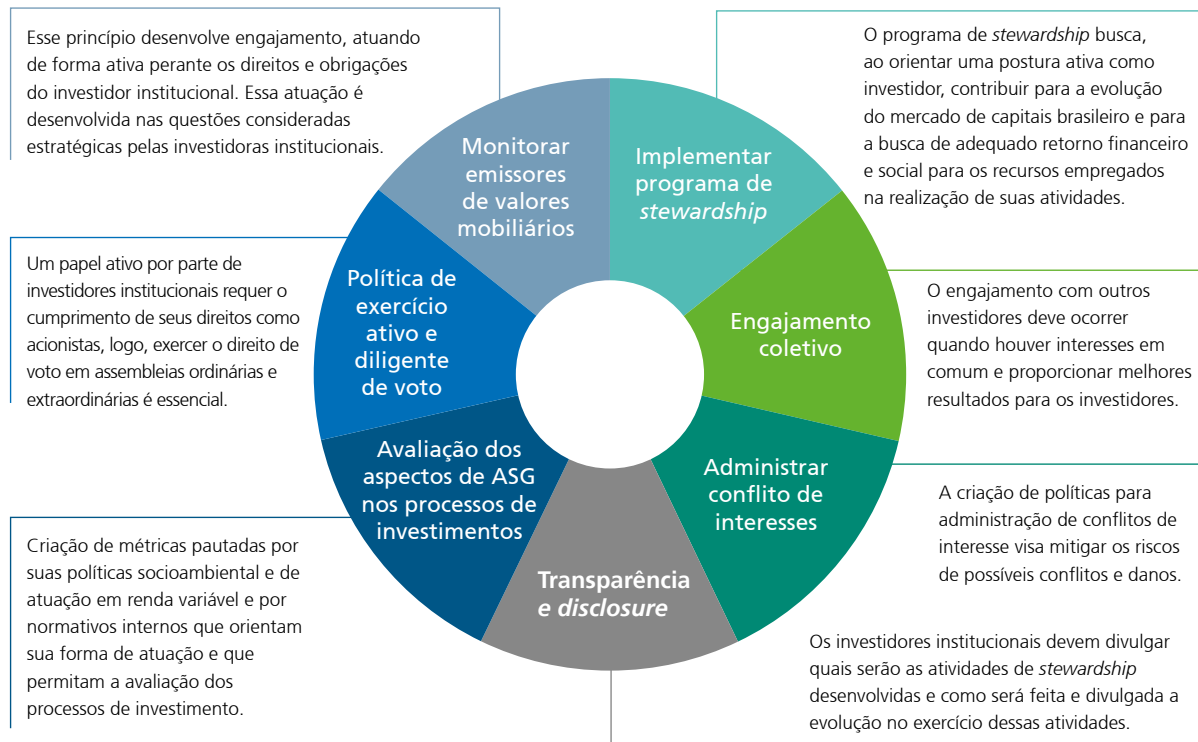 Esse princípio desenvolve engajamento, atuando
de forma ativa perante os direitos e obrigações
do investidor institucional. Essa atuação é
desenvolvida nas questões consideradas
estratégicas pelas investidoras institucionais.
Monitorar
emissores
de valores
mobiliários
Implementar
programa de
stewardship
O programa de stewardship busca,
ao orientar uma postura ativa como
investidor, contribuir para a evolução
do mercado de capitais brasileiro e para
a busca de adequado retorno financeiro
e social para os recursos empregados
na realização de suas atividades.
Um papel ativo por parte de
investidores institucionais requer o
cumprimento de seus direitos como
acionistas, logo, exercer o direito de
voto em assembleias ordinárias e
extraordinárias é essencial.
Política de
exercício
ativo e
diligente
de voto
Engajamento
coletivo
O engajamento com outros
investidores deve ocorrer
quando houver interesses em
comum e proporcionar melhores
resultados para os investidores.
Avaliação dos
aspectos de ASG
nos processos de
investimentos
Administrar
conflito de
interesses
A criação de políticas para
administração de conflitos de
interesse visa mitigar os riscos
de possíveis conflitos e danos.
Criação de métricas pautadas por
suas políticas socioambiental e de
atuação em renda variável e por
normativos internos que orientam
sua forma de atuação e que
permitam a avaliação dos
processos de investimento.
Transparência
e disclosure
Os investidores institucionais devem divulgar
quais serão as atividades de stewardship
desenvolvidas e como será feita e divulgada a
evolução no exercício dessas atividades.